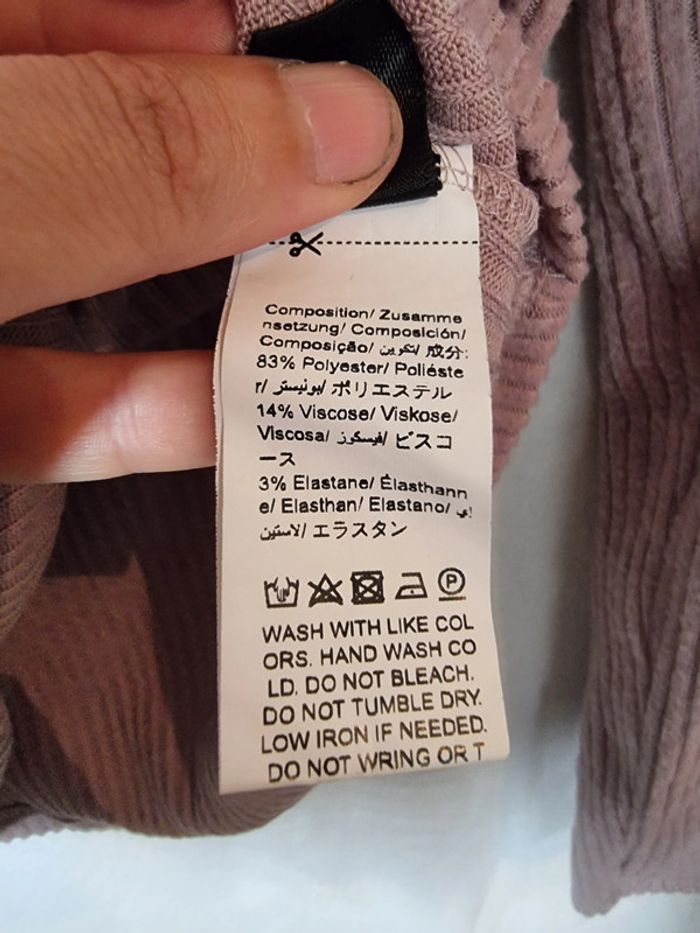 Composition/ Zusamme
nsetzung/ Composición/
Composição/ تكوين/ 成分:
83% Polyester/ Poliéste
r/ بوليستر/ ポリエステル
14% Viscose/ Viskose/
Viscosa/ فيسكوز/ ビスコ
ース
3% Elastane/ Élasthann
e/ Elasthan/ Elastano/ إي
لاستين/ エラスタン
P
WASH WITH LIKE COL
ORS. HAND WASH CO
LD. DO NOT BLEACH.
DO NOT TUMBLE DRY.
LOW IRON IF NEEDED.
DO NOT WRING OR T